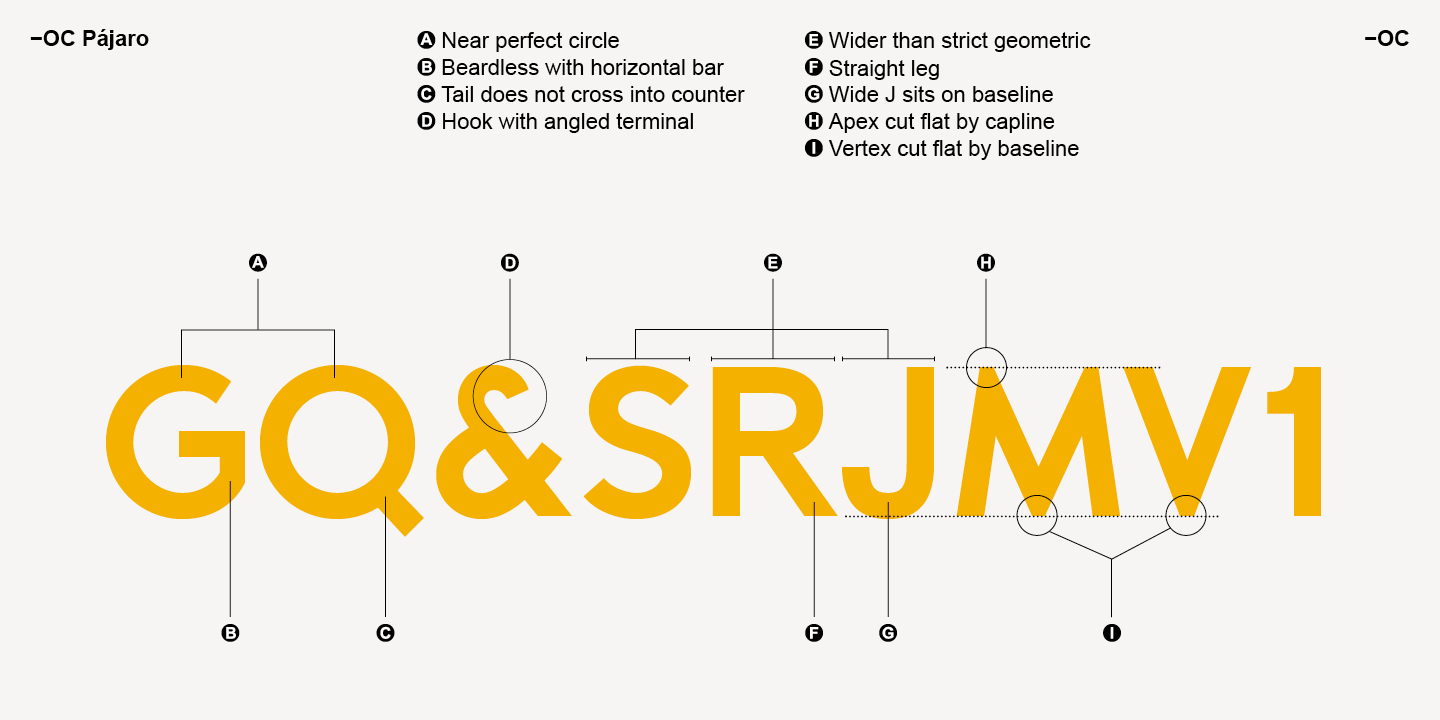 –OC Pájaro
A Near perfect circle
B Beardless with horizontal bar
C Tail does not cross into counter
D Hook with angled terminal
E Wider than strict geometric
F Straight leg
G Wide J sits on baseline
H Apex cut flat by capline
I Vertex cut flat by baseline
–OC
A D E H
GQ&SRJMV1
B C F G I